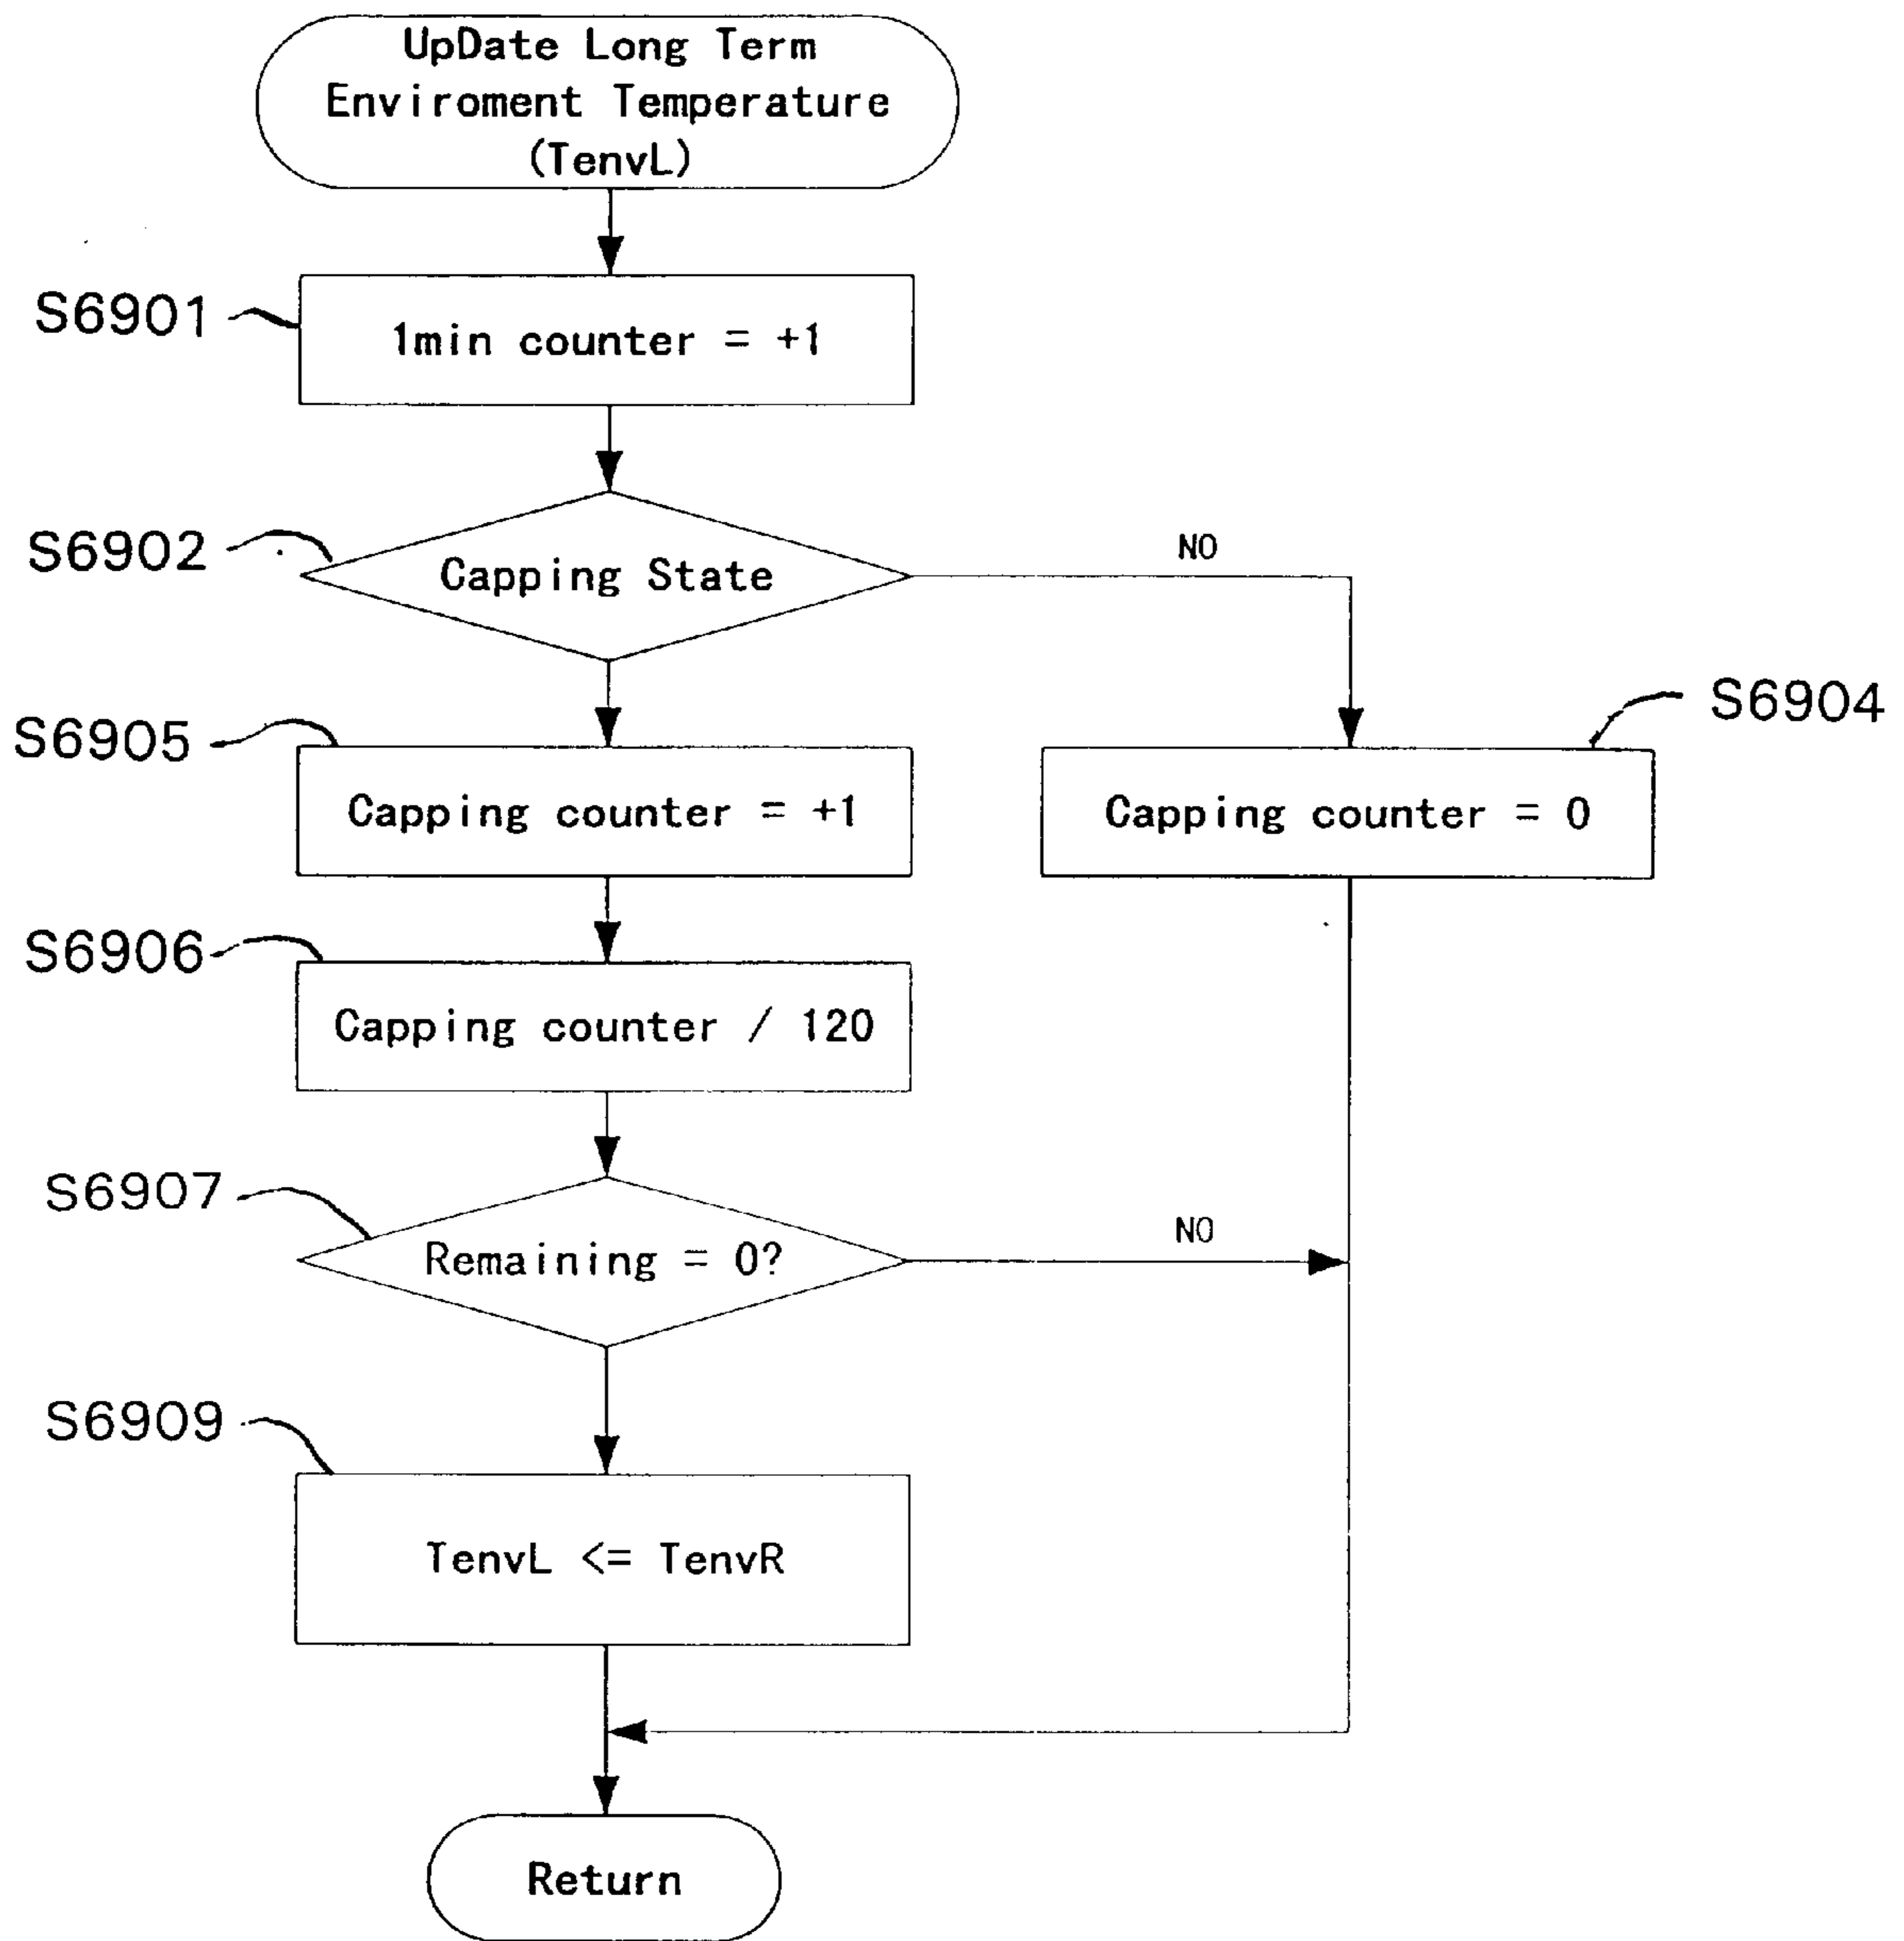 UpDate Long Term
Enviroment Temperature
(TenvL)
S6901
1min counter = +1
S6902
Capping State
NO
S6905
Capping counter = +1
S6904
Capping counter = 0
S6906
Capping counter / 120
S6907
Remaining = 0?
NO
S6909
TenvL <= TenvR
Return